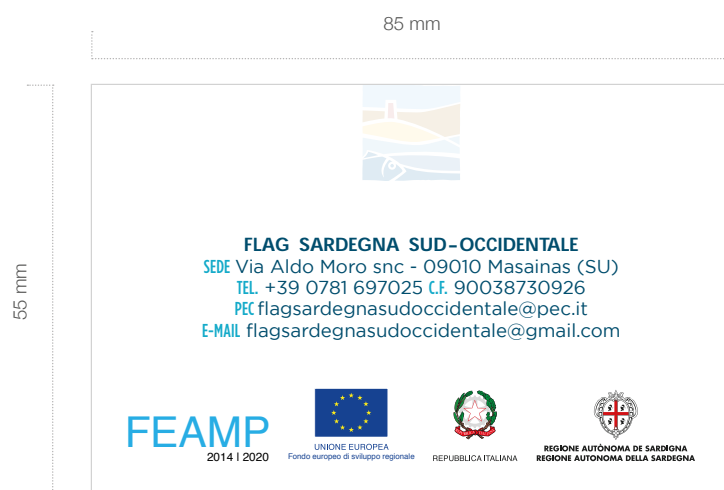 85 mm
55 mm
FLAG SARDEGNA SUD-OCCIDENTALE
SEDE Via Aldo Moro snc - 09010 Masainas (SU)
TEL. +39 0781 697025 C.F. 90038730926
PEC flagsardegnasudoccidentale@pec.it
E-MAIL flagsardegnasudoccidentale@gmail.com
FEAMP
2014 | 2020
UNIONE EUROPEA
Fondo europeo di sviluppo regionale
REPUBBLICA ITALIANA
REGIONE AUTÒNOMA DE SARDIGNA
REGIONE AUTONOMA DELLA SARDEGNA